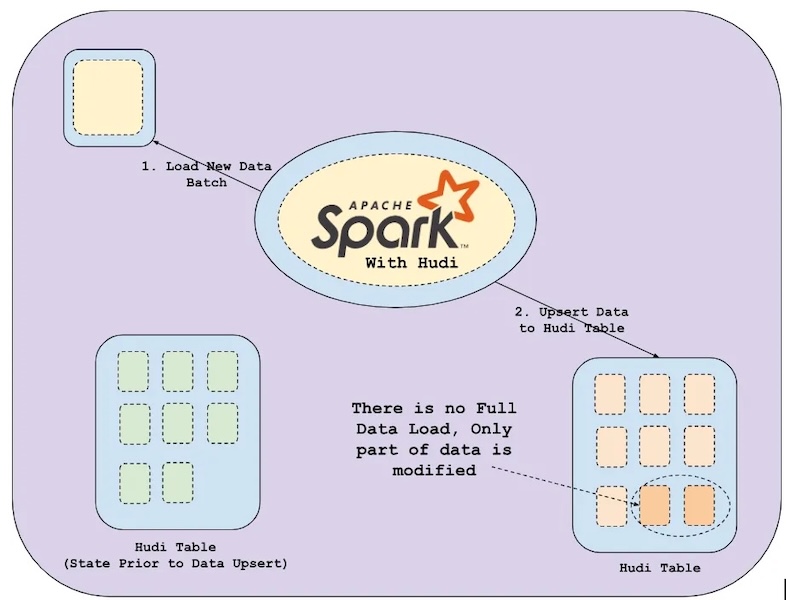 1. Load New Data
Batch
APACHE
Spark™
With Hudi
2. Upsert Data
to Hudi Table
There is no Full
Data Load, Only
part of data is
modified
Hudi Table
(State Prior to Data Upsert)
Hudi Table